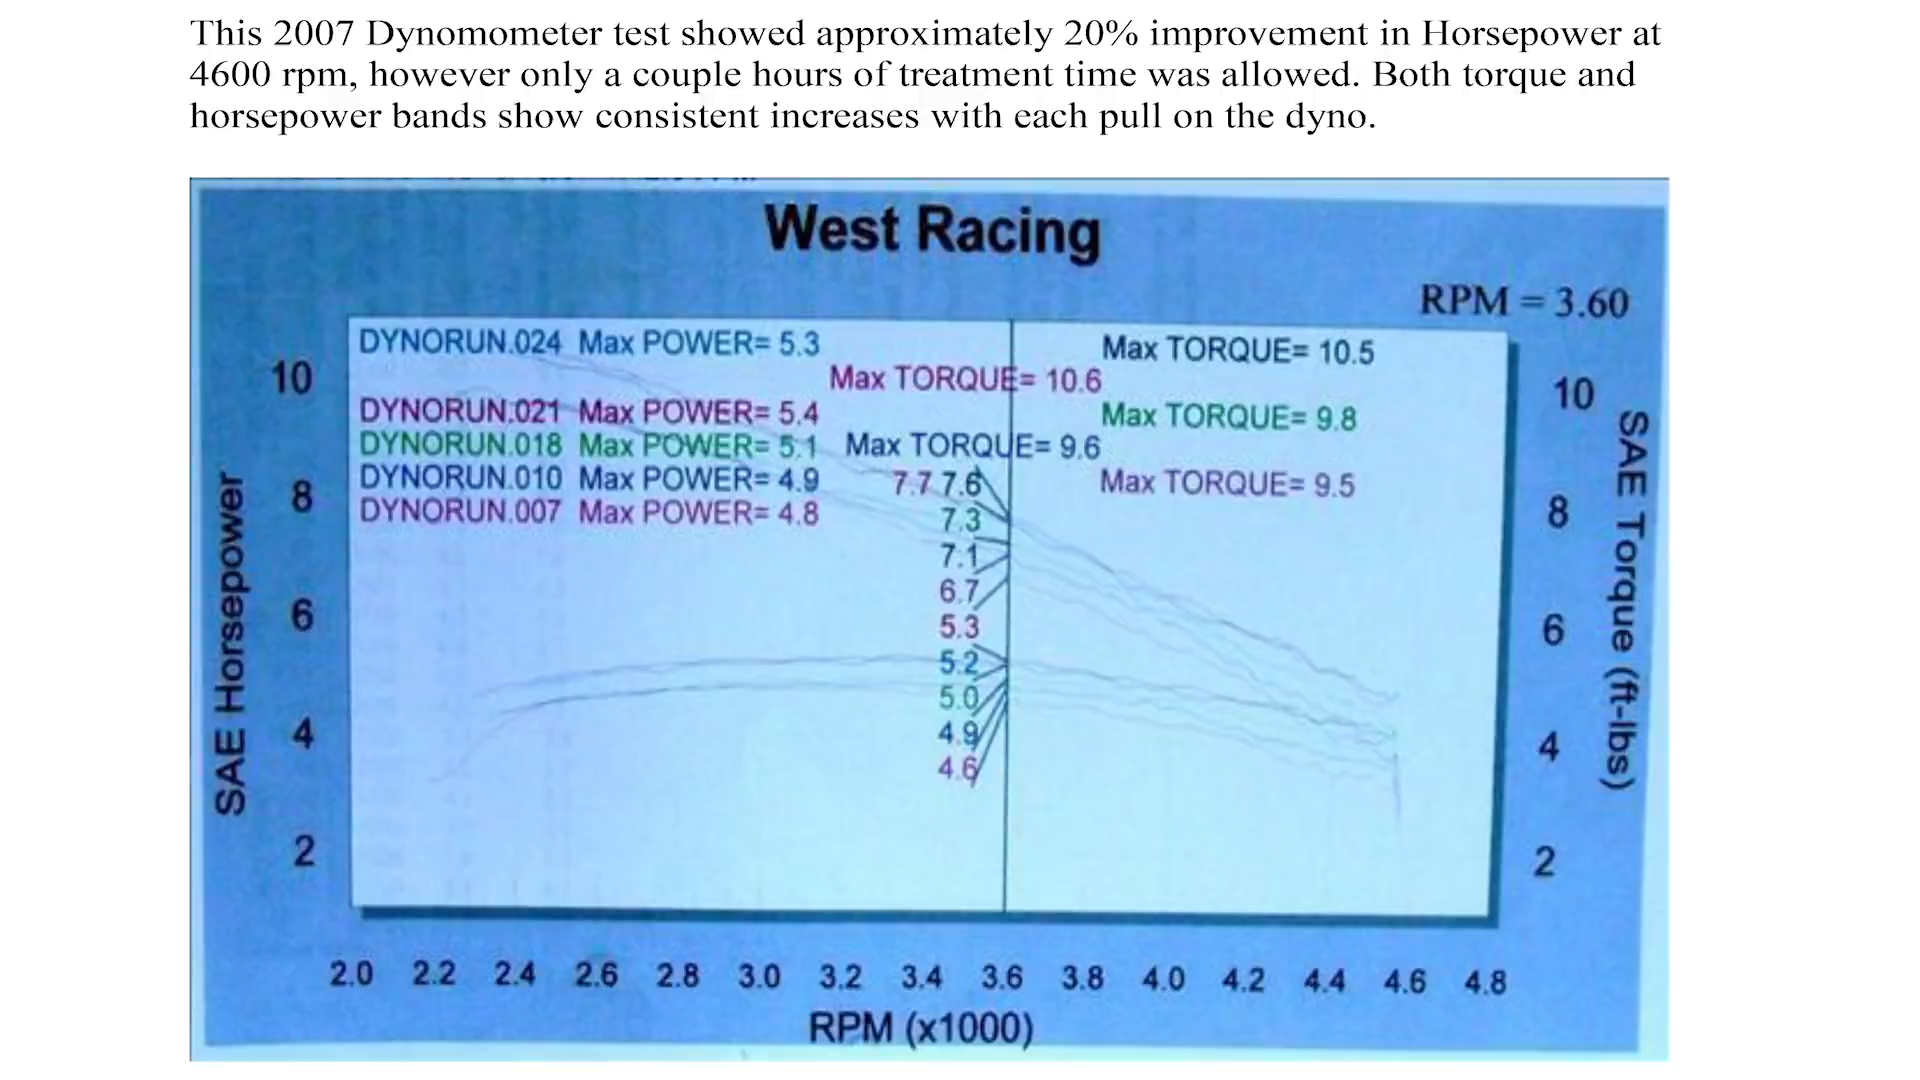 This 2007 Dynomometer test showed approximately 20% improvement in Horsepower at
4600 rpm, however only a couple hours of treatment time was allowed. Both torque and
horsepower bands show consistent increases with each pull on the dyno.
West Racing
RPM = 3.60
DYNORUN.024 Max POWER= 5.3 Max TORQUE= 10.5
Max TORQUE= 10.6
DYNORUN.021 Max POWER= 5.4 Max TORQUE= 9.8
DYNORUN.018 Max POWER= 5.1 Max TORQUE= 9.6
DYNORUN.010 Max POWER= 4.9 Max TORQUE= 9.5
DYNORUN.007 Max POWER= 4.8
7.7 7.6
7.3
7.1
6.7
5.3
5.2
5.0
4.9
4.6
SAE Horsepower
10
8
6
4
2
10
8
6
4
2
SAE Torque (ft-lbs)
2.0 2.2 2.4 2.6 2.8 3.0 3.2 3.4 3.6 3.8 4.0 4.2 4.4 4.6 4.8
RPM (x1000)